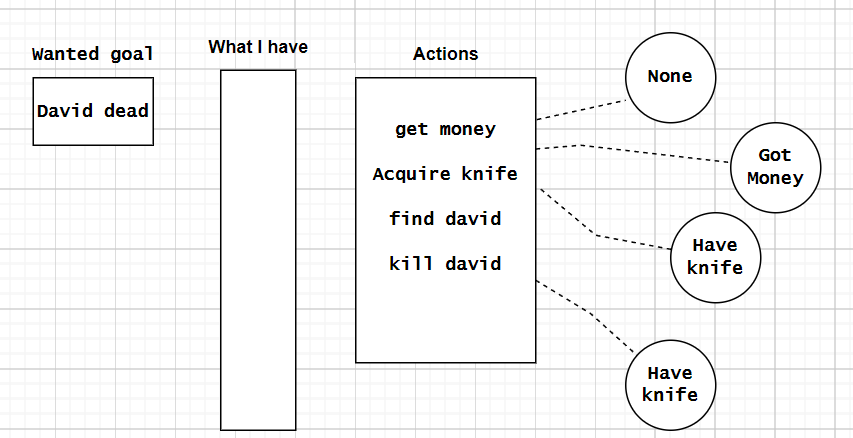 Wanted goal
What I have
Actions
David dead
get money
Acquire knife
find david
kill david
None
Got
Money
Have
knife
Have
knife